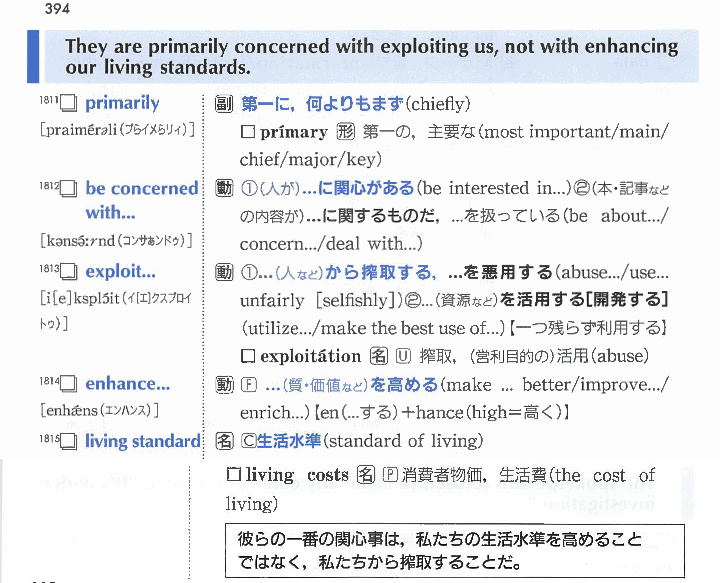 394
They are primarily concerned with exploiting us, not with enhancing
our living standards.
1811□ primarily
[praimérəli(プらイメらりィ)]
副 第一に，何よりもまず(chiefly)
□ prímary 形 第一の，主要な(most important/main/
chief/major/key)
1812□ be concerned
with...
[kənsə́ːrnd(コンサぁンドゥ)]
動 ①(人が)…に関心がある(be interested in...)②(本・記事など
の内容が)…に関するものだ，…を扱っている(be about.../
concern.../deal with...)
1813□ exploit...
[i[e]ksplɔ́it(イ[エ]クスプロイ
トゥ)]
動 ①…(人など)から搾取する，…を悪用する(abuse.../use...
unfairly [selfishly])②…(資源など)を活用する[開発する]
(utilize.../make the best use of...)【一つ残らず利用する】
□ exploitátion 名 U 搾取，(営利目的の)活用(abuse)
1814□ enhance...
[enhǽns(エンハンス)]
動 F …(質・価値など)を高める(make ... better/improve.../
enrich...)【en(…する)＋hance(high＝高く)】
1815□ living standard
名 C生活水準(standard of living)
□ living costs 名 P 消費者物価，生活費(the cost of
living)
彼らの一番の関心事は，私たちの生活水準を高めること
ではなく，私たちから搾取することだ。